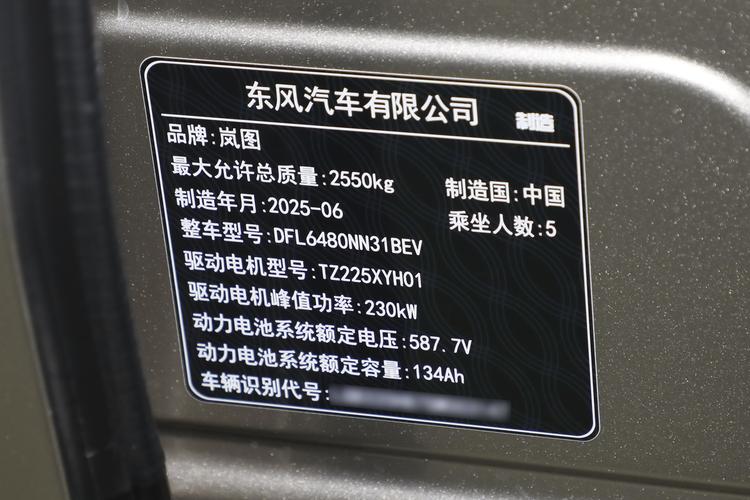 东风汽车有限公司 制造
品牌:岚图
最大允许总质量:2550kg 制造国:中国
制造年月:2025-06 乘坐人数:5
整车型号:DFL6480NN31BEV
驱动电机型号:TZ225XYH01
驱动电机峰值功率:230kW
动力电池系统额定电压:587.7V
动力电池系统额定容量:134Ah
车辆识别代号: